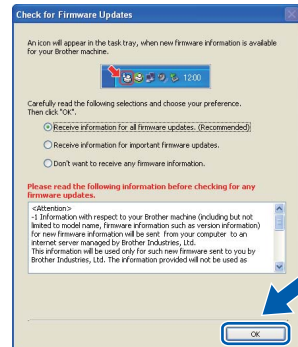 Check for Firmware Updates
An icon will appear in the task tray, when new firmware information is available
for your Brother machine.
12:00
Carefully read the following selections and choose your preference.
Then click "OK".
Receive information for all firmware updates. (Recommended)
Receive information for important firmware updates.
Don't want to receive any firmware information.
Please read the following information before checking for any
firmware updates.
<Attention>
-1 Information with respect to your Brother machine (including but not
limited to model name, firmware information such as version information)
for new firmware information will be sent from your computer to an
internet server managed by Brother Industries, Ltd.
This information will be used only for such new firmware sent to you by
Brother Industries, Ltd. The information provided will not be used as
OK